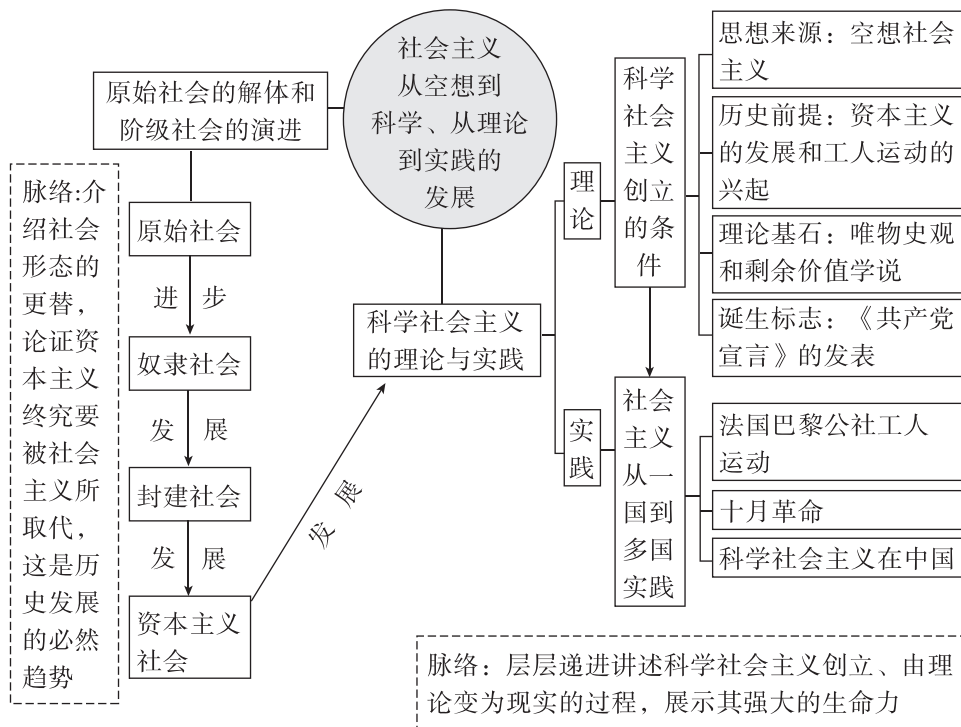 社会主义
从空想到
科学、从理论
到实践的
发展
原始社会的解体和
阶级社会的演进
脉络:介
绍社会
形态的
更替，
论证资
本主义
终究要
被社会
主义所
取代，
这是历
史发展
的必然
趋势
原始社会
进 步
奴隶社会
发 展
封建社会
发 展
资本主义
社会
发 展
科学社会主义
的理论与实践
理
论
科学
社会
主义
创立
的条
件
思想来源：空想社会
主义
历史前提：资本主义
的发展和工人运动的
兴起
理论基石：唯物史观
和剩余价值学说
诞生标志：《共产党
宣言》的发表
实
践
社会
主义
从一
国到
多国
实践
法国巴黎公社工人
运动
十月革命
科学社会主义在中国
脉络：层层递进讲述科学社会主义创立、由理
论变为现实的过程，展示其强大的生命力